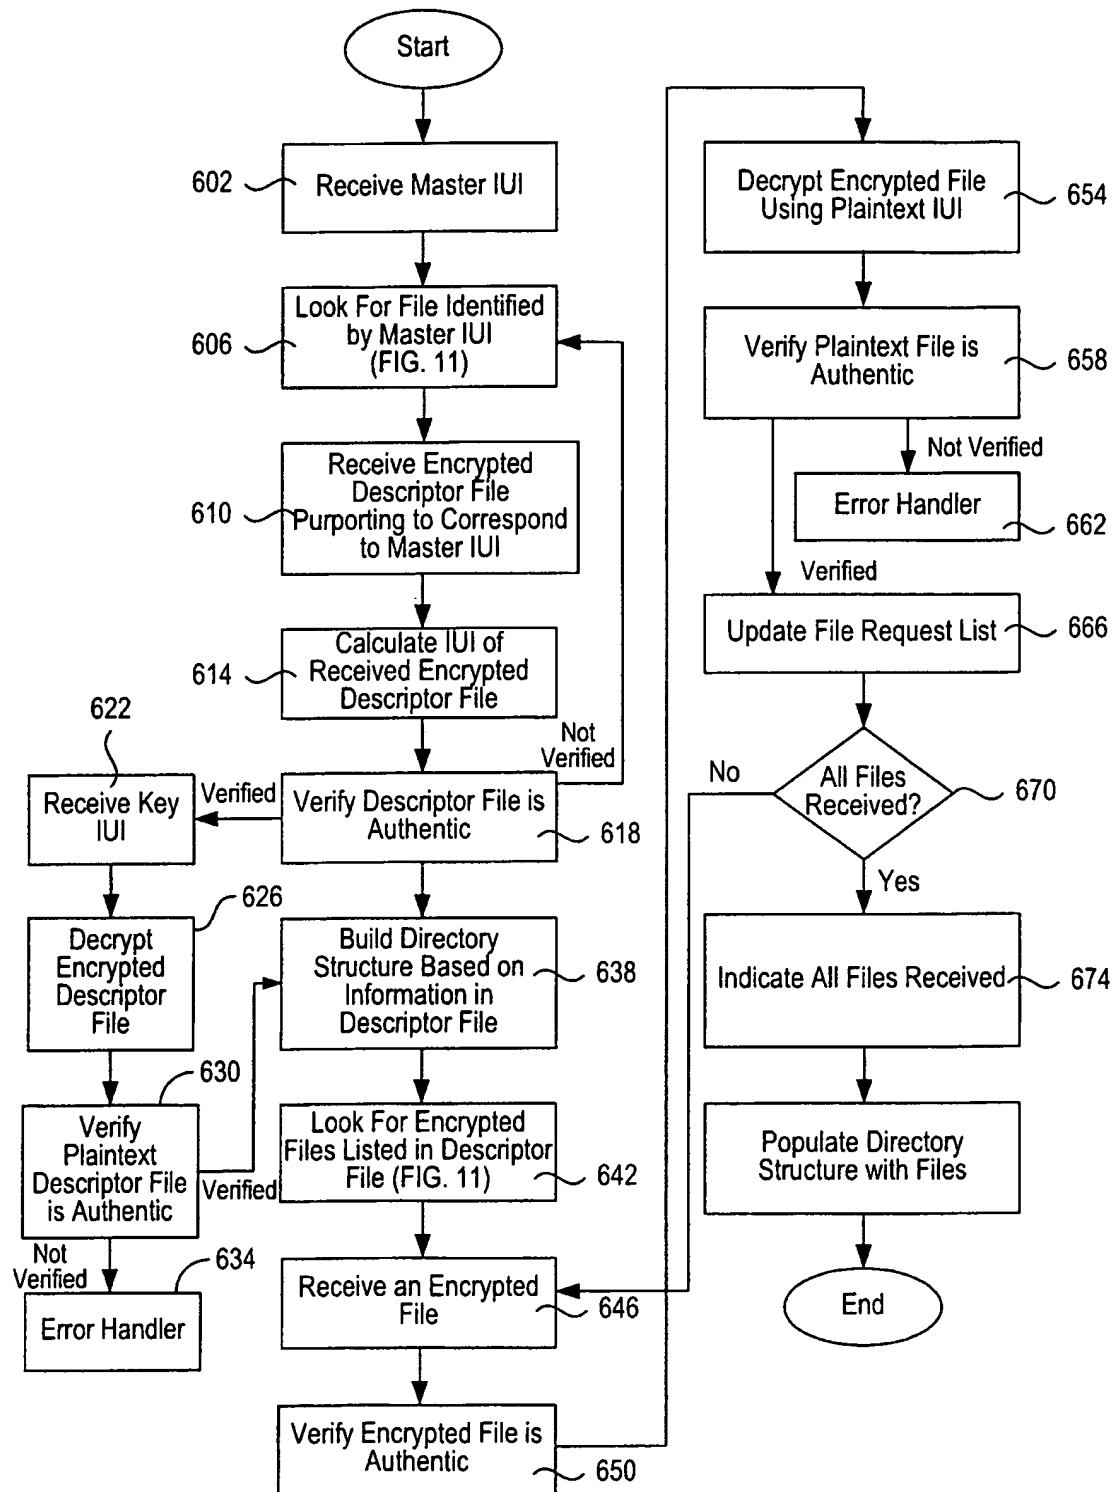 Start
602
Receive Master IUI
606
Look For File Identified
by Master IUI
(FIG. 11)
610
Receive Encrypted
Descriptor File
Purporting to Correspond
to Master IUI
614
Calculate IUI of
Received Encrypted
Descriptor File
Not
Verified
Verify Descriptor File is
Authentic
618
Verified
622
Receive Key
IUI
626
Decrypt
Encrypted
Descriptor
File
630
Verify
Plaintext
Descriptor File
is Authentic
Verified
Not
Verified
634
Error Handler
Build Directory
Structure Based on
Information in
Descriptor File
638
Look For Encrypted
Files Listed in Descriptor
File (FIG. 11)
642
Receive an Encrypted
File
646
Verify Encrypted File is
Authentic
650
Decrypt Encrypted File
Using Plaintext IUI
654
Verify Plaintext File is
Authentic
658
Not Verified
Error Handler
662
Verified
Update File Request List
666
No
All Files
Received?
670
Yes
Indicate All Files Received
674
Populate Directory
Structure with Files
End